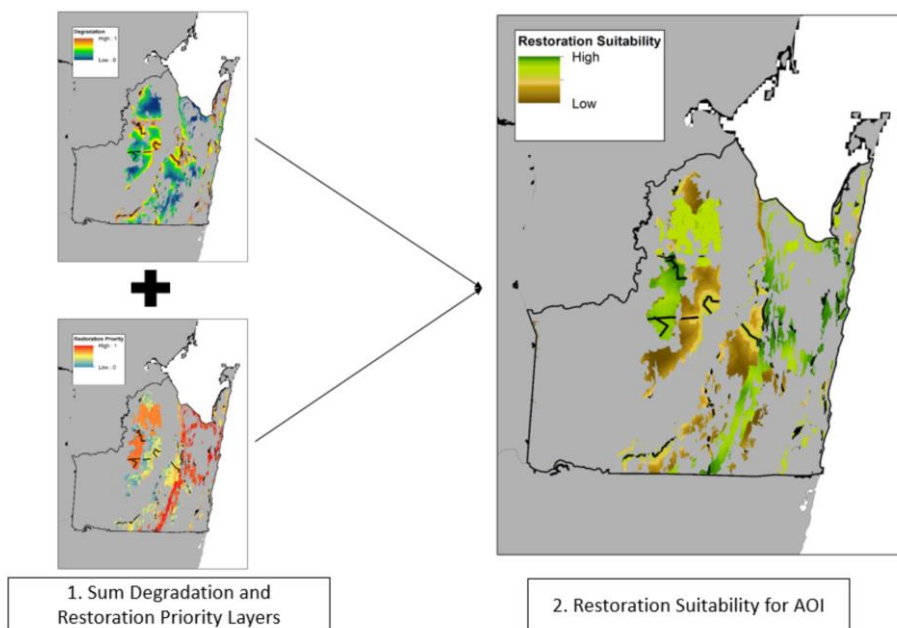 Degradation
High : 1
Low : 0
Restoration Priority
High : 1
Low : 0
1. Sum Degradation and
Restoration Priority Layers
Restoration Suitability
High
Low
2. Restoration Suitability for AOI